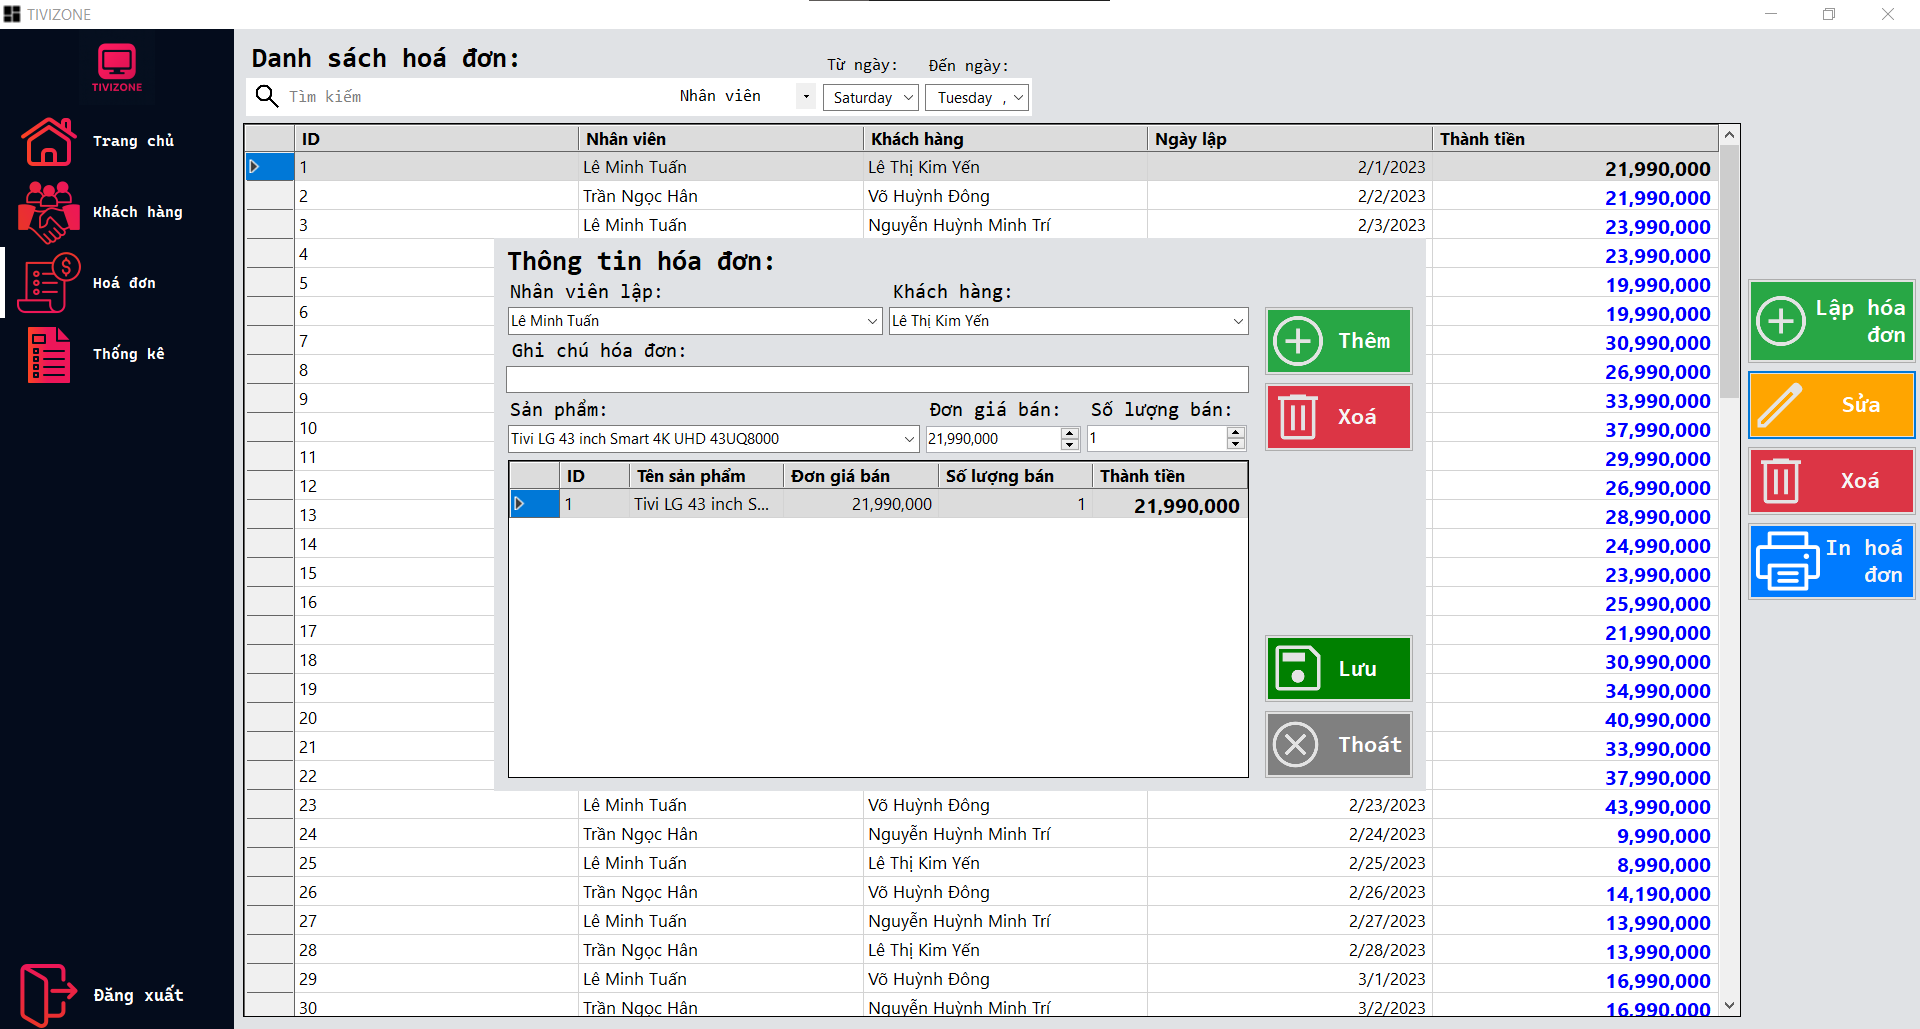 TIVIZONE
TIVIZONE
Trang chủ
Khách hàng
Hoá đơn
Thống kê
Đăng xuất
Danh sách hoá đơn:
Từ ngày: Đến ngày:
Tìm kiếm Nhân viên Saturday Tuesday ,
ID Nhân viên Khách hàng Ngày lập Thành tiền
1 Lê Minh Tuấn Lê Thị Kim Yến 2/1/2023 21,990,000
2 Trần Ngọc Hân Võ Huỳnh Đông 2/2/2023 21,990,000
3 Lê Minh Tuấn Nguyễn Huỳnh Minh Trí 2/3/2023 23,990,000
4 23,990,000
5 19,990,000
6 19,990,000
7 30,990,000
8 26,990,000
9 33,990,000
10 37,990,000
11 29,990,000
12 26,990,000
13 28,990,000
14 24,990,000
15 23,990,000
16 25,990,000
17 21,990,000
18 30,990,000
19 34,990,000
20 40,990,000
21 33,990,000
22 37,990,000
23 Lê Minh Tuấn Võ Huỳnh Đông 2/23/2023 43,990,000
24 Trần Ngọc Hân Nguyễn Huỳnh Minh Trí 2/24/2023 9,990,000
25 Lê Minh Tuấn Lê Thị Kim Yến 2/25/2023 8,990,000
26 Trần Ngọc Hân Võ Huỳnh Đông 2/26/2023 14,190,000
27 Lê Minh Tuấn Nguyễn Huỳnh Minh Trí 2/27/2023 13,990,000
28 Trần Ngọc Hân Lê Thị Kim Yến 2/28/2023 13,990,000
29 Lê Minh Tuấn Võ Huỳnh Đông 3/1/2023 16,990,000
30 Trần Ngọc Hân Nguyễn Huỳnh Minh Trí 3/2/2023 16,990,000
Thông tin hóa đơn:
Nhân viên lập: Khách hàng:
Lê Minh Tuấn Lê Thị Kim Yến
Ghi chú hóa đơn:
Sản phẩm: Đơn giá bán: Số lượng bán:
Tivi LG 43 inch Smart 4K UHD 43UQ8000 21,990,000 1
ID Tên sản phẩm Đơn giá bán Số lượng bán Thành tiền
1 Tivi LG 43 inch S... 21,990,000 1 21,990,000
Thêm
Xoá
Lưu
Thoát
Lập hóa
đơn
Sửa
Xoá
In hoá
đơn